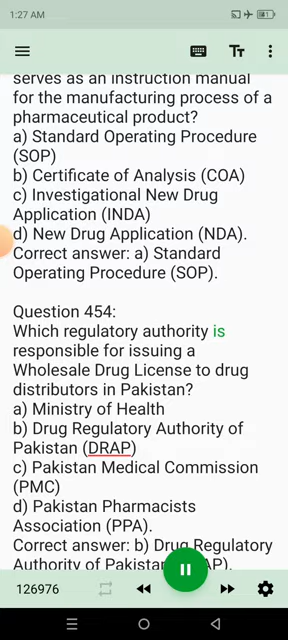 1:27 AM
serves as an instruction manual
for the manufacturing process of a
pharmaceutical product?
a) Standard Operating Procedure
(SOP)
b) Certificate of Analysis (COA)
c) Investigational New Drug
Application (INDA)
d) New Drug Application (NDA).
Correct answer: a) Standard
Operating Procedure (SOP).
Question 454:
Which regulatory authority is
responsible for issuing a
Wholesale Drug License to drug
distributors in Pakistan?
a) Ministry of Health
b) Drug Regulatory Authority of
Pakistan (DRAP)
c) Pakistan Medical Commission
(PMC)
d) Pakistan Pharmacists
Association (PPA).
Correct answer: b) Drug Regulatory
Authority of Pakistan AP).
126976